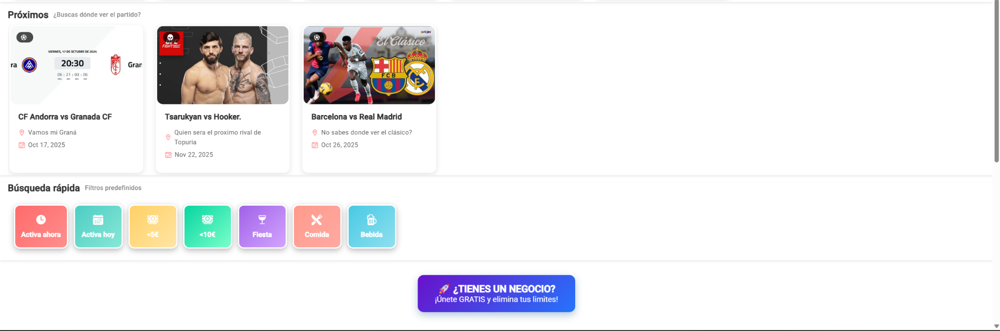 Próximos ¿Buscas dónde ver el partido?
VIERNES, 17 DE OCTUBRE DE 2025
ra 20:30 Gran
06 : 21 : 03 : 06
CF Andorra vs Granada CF
Vamos mi Graná
Oct 17, 2025
UFC
FIGHT NIGHT
Tsarukyan vs Hooker.
Quien sera el proximo rival de
Topuria
Nov 22, 2025
El Clásico
FCB
Barcelona vs Real Madrid
No sabes donde ver el clásico?
Oct 26, 2025
Búsqueda rápida Filtros predefinidos
Activa ahora
Activa hoy
<5€
<10€
Fiesta
Comida
Bebida
¿TIENES UN NEGOCIO?
¡Únete GRATIS y elimina tus limites!